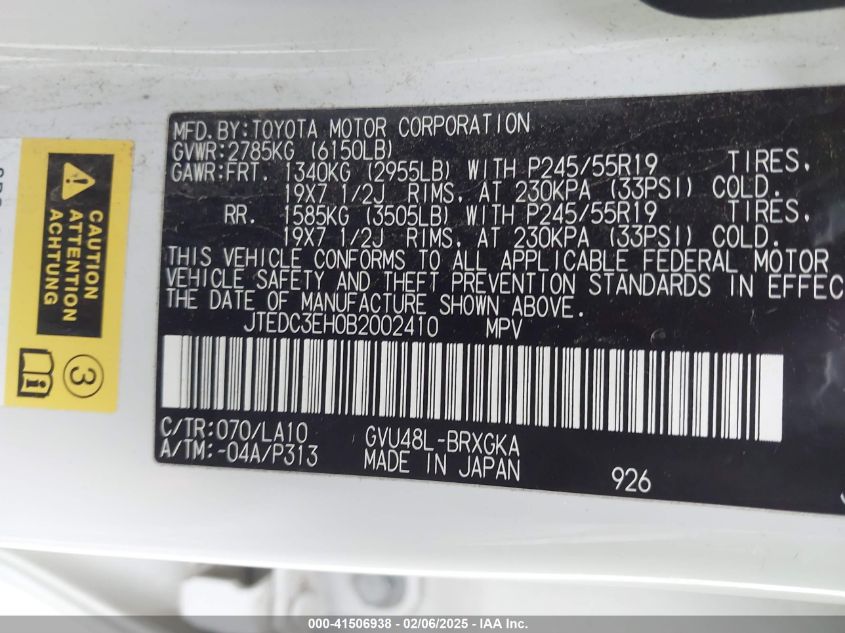 MFD.BY:TOYOTA MOTOR CORPORATION
GVWR:2785KG (6150LB)
GAWR:FRT. 1340KG (2955LB) WITH P245/55R19 TIRES,
19X7 1/2J RIMS, AT 230KPA (33PSI) COLD.
RR. 1585KG (3505LB) WITH P245/55R19 TIRES,
19X7 1/2J RIMS, AT 230KPA (33PSI) COLD.
THIS VEHICLE CONFORMS TO ALL APPLICABLE FEDERAL MOTOR
VEHICLE SAFETY AND THEFT PREVENTION STANDARDS IN EFFEC
THE DATE OF MANUFACTURE SHOWN ABOVE.
JTEDC3EH0B2002410 MPV
C/TR:070/LA10 GVU48L-BRXGKA
A/TM:-04A/P313 MADE IN JAPAN 926
CAUTION
ATTENTION
ACHTUNG
3
000-41506938 - 02/06/2025 - IAA Inc.